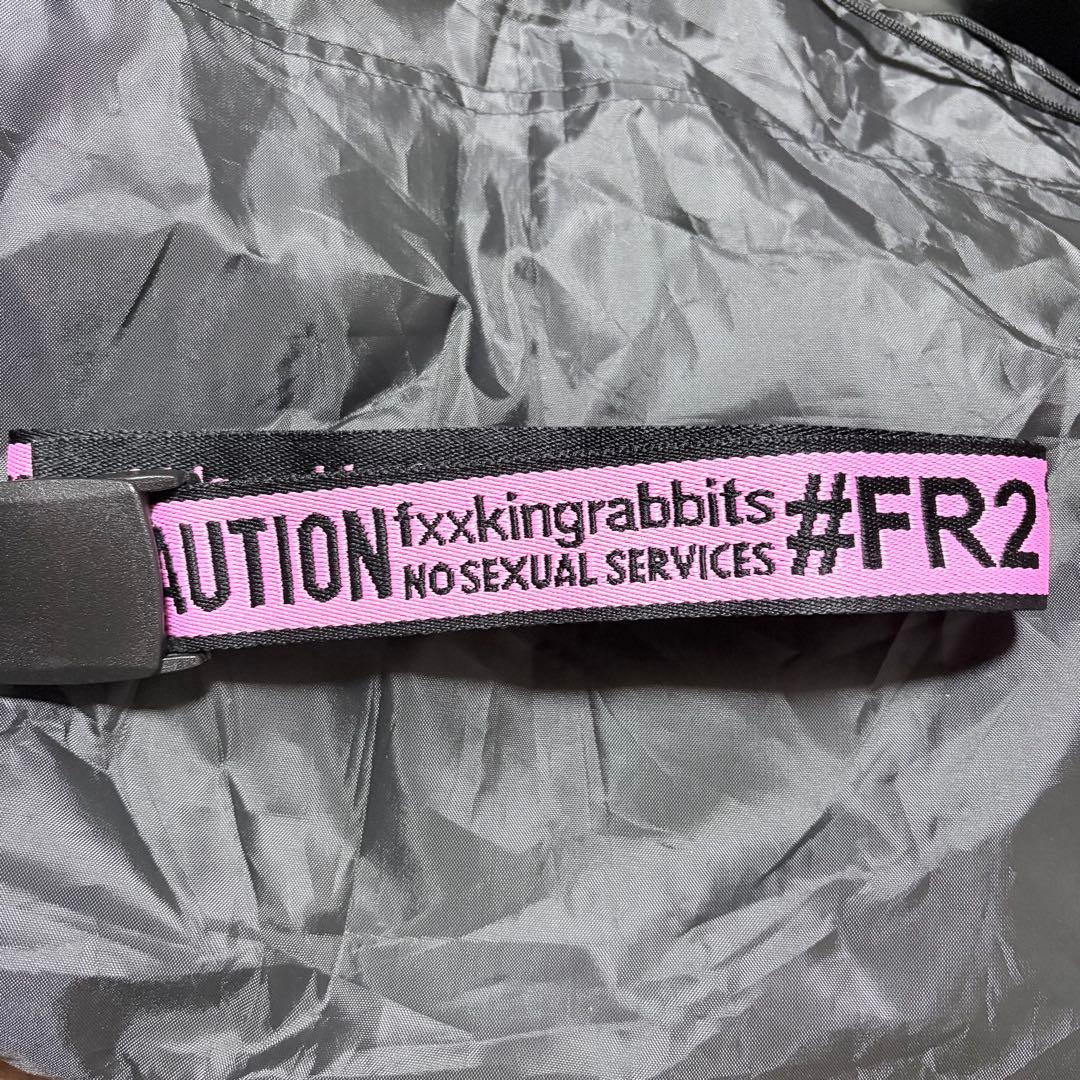 AUTION fxxkingrabbits #FR2
NO SEXUAL SERVICES